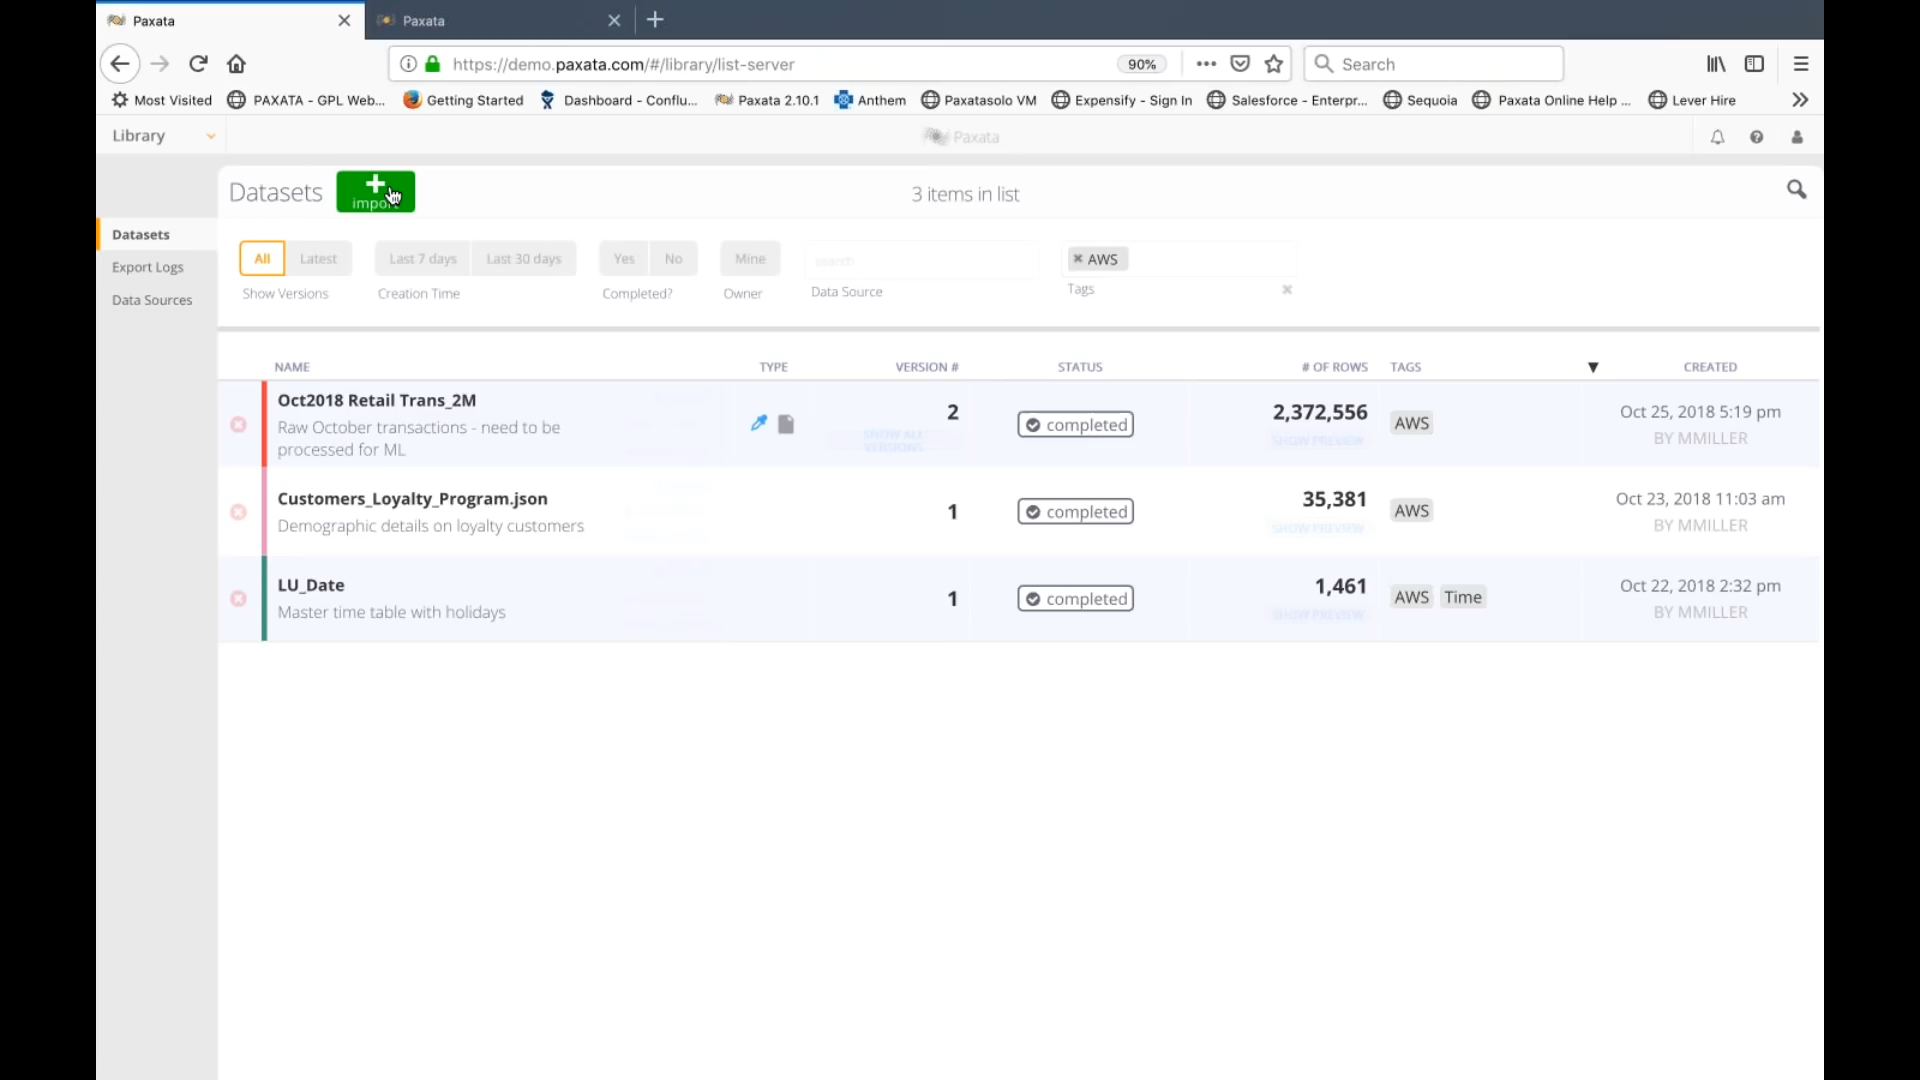 Paxata
Paxata
https://demo.paxata.com/#/library/list-server
90%
Search
Most Visited
PAXATA - GPL Web...
Getting Started
Dashboard - Conflu...
Paxata 2.10.1
Anthem
Paxatasolo VM
Expensify - Sign In
Salesforce - Enterpr...
Sequoia
Paxata Online Help ...
Lever Hire
Library
Paxata
Datasets
import
3 items in list
Datasets
Export Logs
Data Sources
All
Latest
Show Versions
Last 7 days
Last 30 days
Creation Time
Yes
No
Completed?
Mine
Owner
search
Data Source
AWS
Tags
NAME
TYPE
VERSION #
STATUS
# OF ROWS
TAGS
CREATED
Oct2018 Retail Trans_2M
Raw October transactions - need to be
processed for ML
2
SHOW ALL
VERSIONS
completed
2,372,556
SHOW PREVIEW
AWS
Oct 25, 2018 5:19 pm
BY MMILLER
Customers_Loyalty_Program.json
Demographic details on loyalty customers
1
completed
35,381
SHOW PREVIEW
AWS
Oct 23, 2018 11:03 am
BY MMILLER
LU_Date
Master time table with holidays
1
completed
1,461
SHOW PREVIEW
AWS
Time
Oct 22, 2018 2:32 pm
BY MMILLER